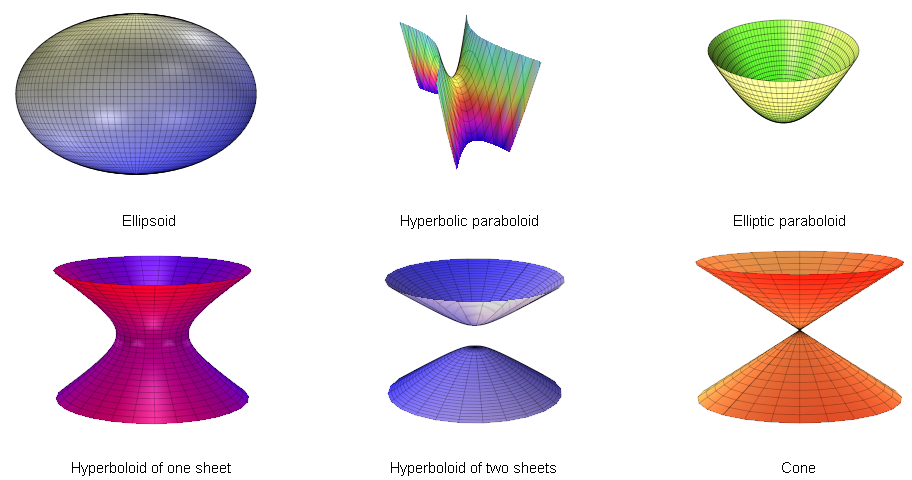 Ellipsoid
Hyperbolic paraboloid
Elliptic paraboloid
Hyperboloid of one sheet
Hyperboloid of two sheets
Cone